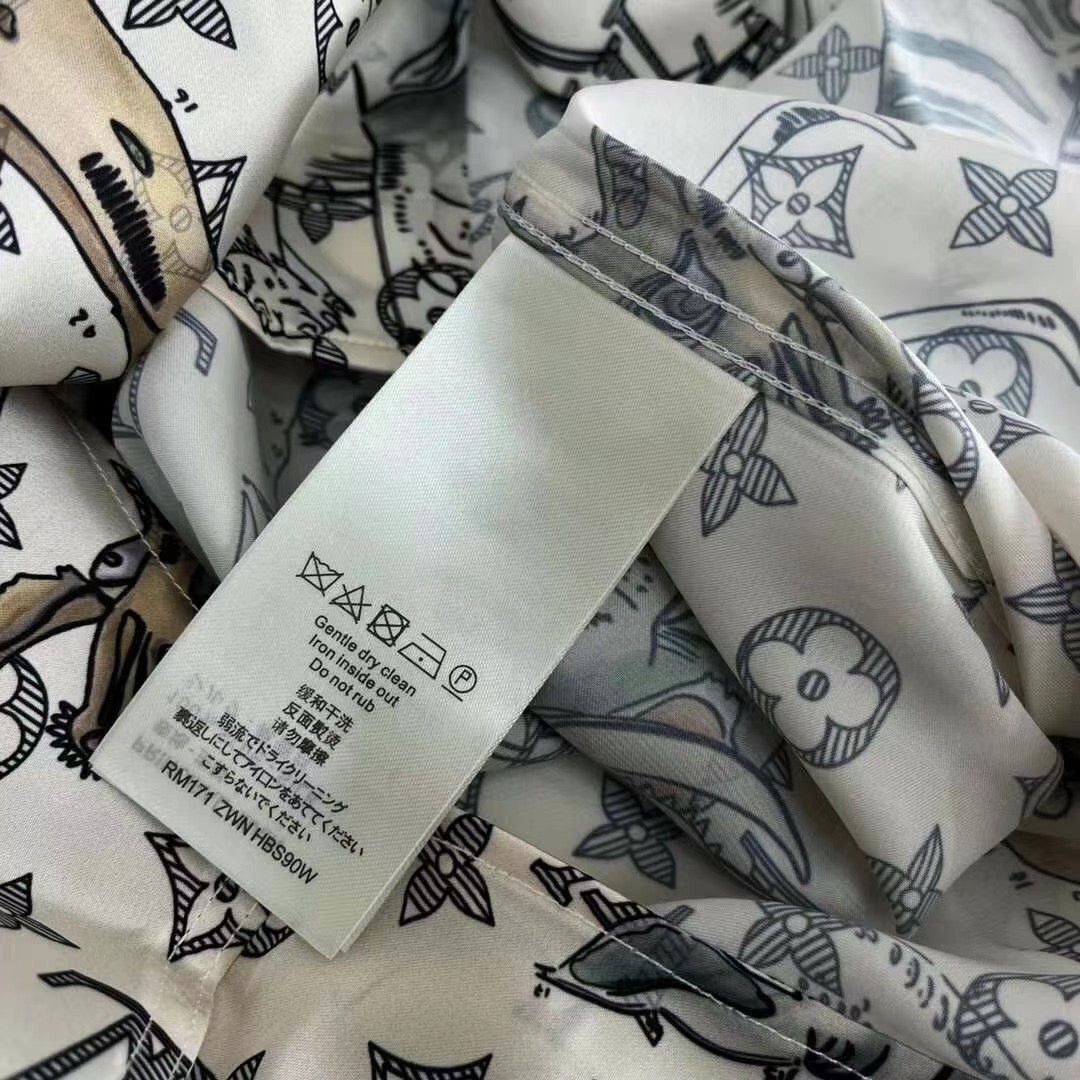 Gentle dry clean
Iron inside out
Do not rub
缓和干洗
反面熨烫
请勿摩擦
弱流でドライクリーニング
裏返しにしてアイロンをあててください
こすらないでください
RM171 ZWN HBS90W
P